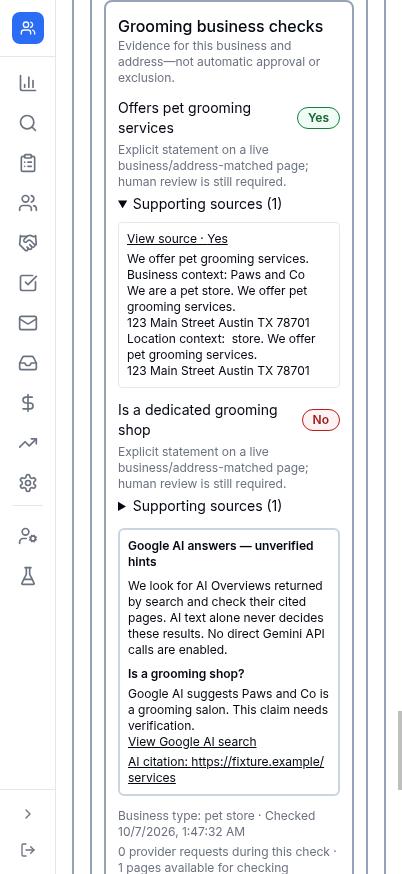 Grooming business checks
Evidence for this business and
address—not automatic approval or
exclusion.
Offers pet grooming
services
Yes
Explicit statement on a live
business/address-matched page;
human review is still required.
▼ Supporting sources (1)
View source · Yes
We offer pet grooming services.
Business context: Paws and Co
We are a pet store. We offer pet
grooming services.
123 Main Street Austin TX 78701
Location context:  store. We offer
pet grooming services.
123 Main Street Austin TX 78701
Is a dedicated grooming
shop
No
Explicit statement on a live
business/address-matched page;
human review is still required.
▶ Supporting sources (1)
Google AI answers — unverified
hints
We look for AI Overviews returned
by search and check their cited
pages. AI text alone never decides
these results. No direct Gemini API
calls are enabled.
Is a grooming shop?
Google AI suggests Paws and Co is
a grooming salon. This claim needs
verification.
View Google AI search
AI citation: https://fixture.example/
services
Business type: pet store · Checked
10/7/2026, 1:47:32 AM
0 provider requests during this check ·
1 pages available for checking